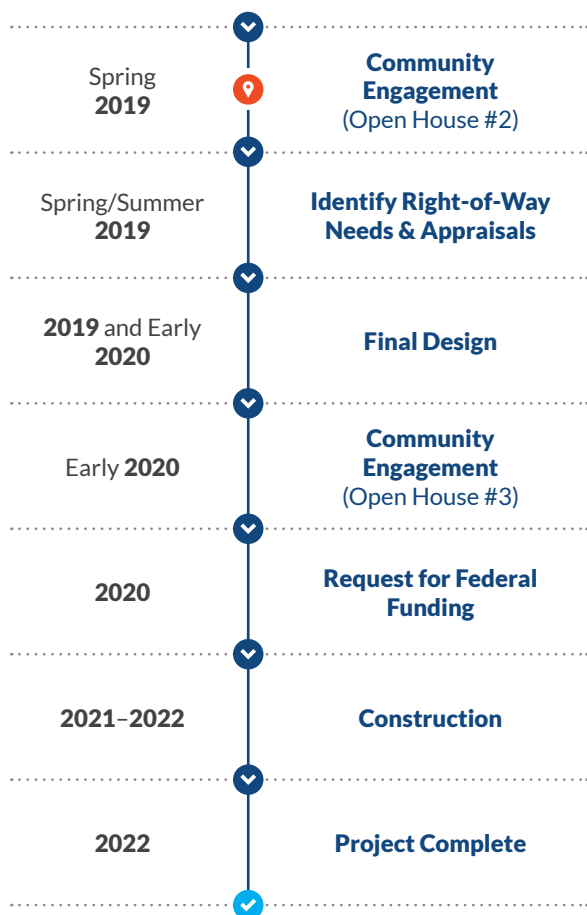 Spring
2019
Community
Engagement
(Open House #2)
Spring/Summer
2019
Identify Right-of-Way
Needs & Appraisals
2019 and Early
2020
Final Design
Early 2020
Community
Engagement
(Open House #3)
2020
Request for Federal
Funding
2021–2022
Construction
2022
Project Complete